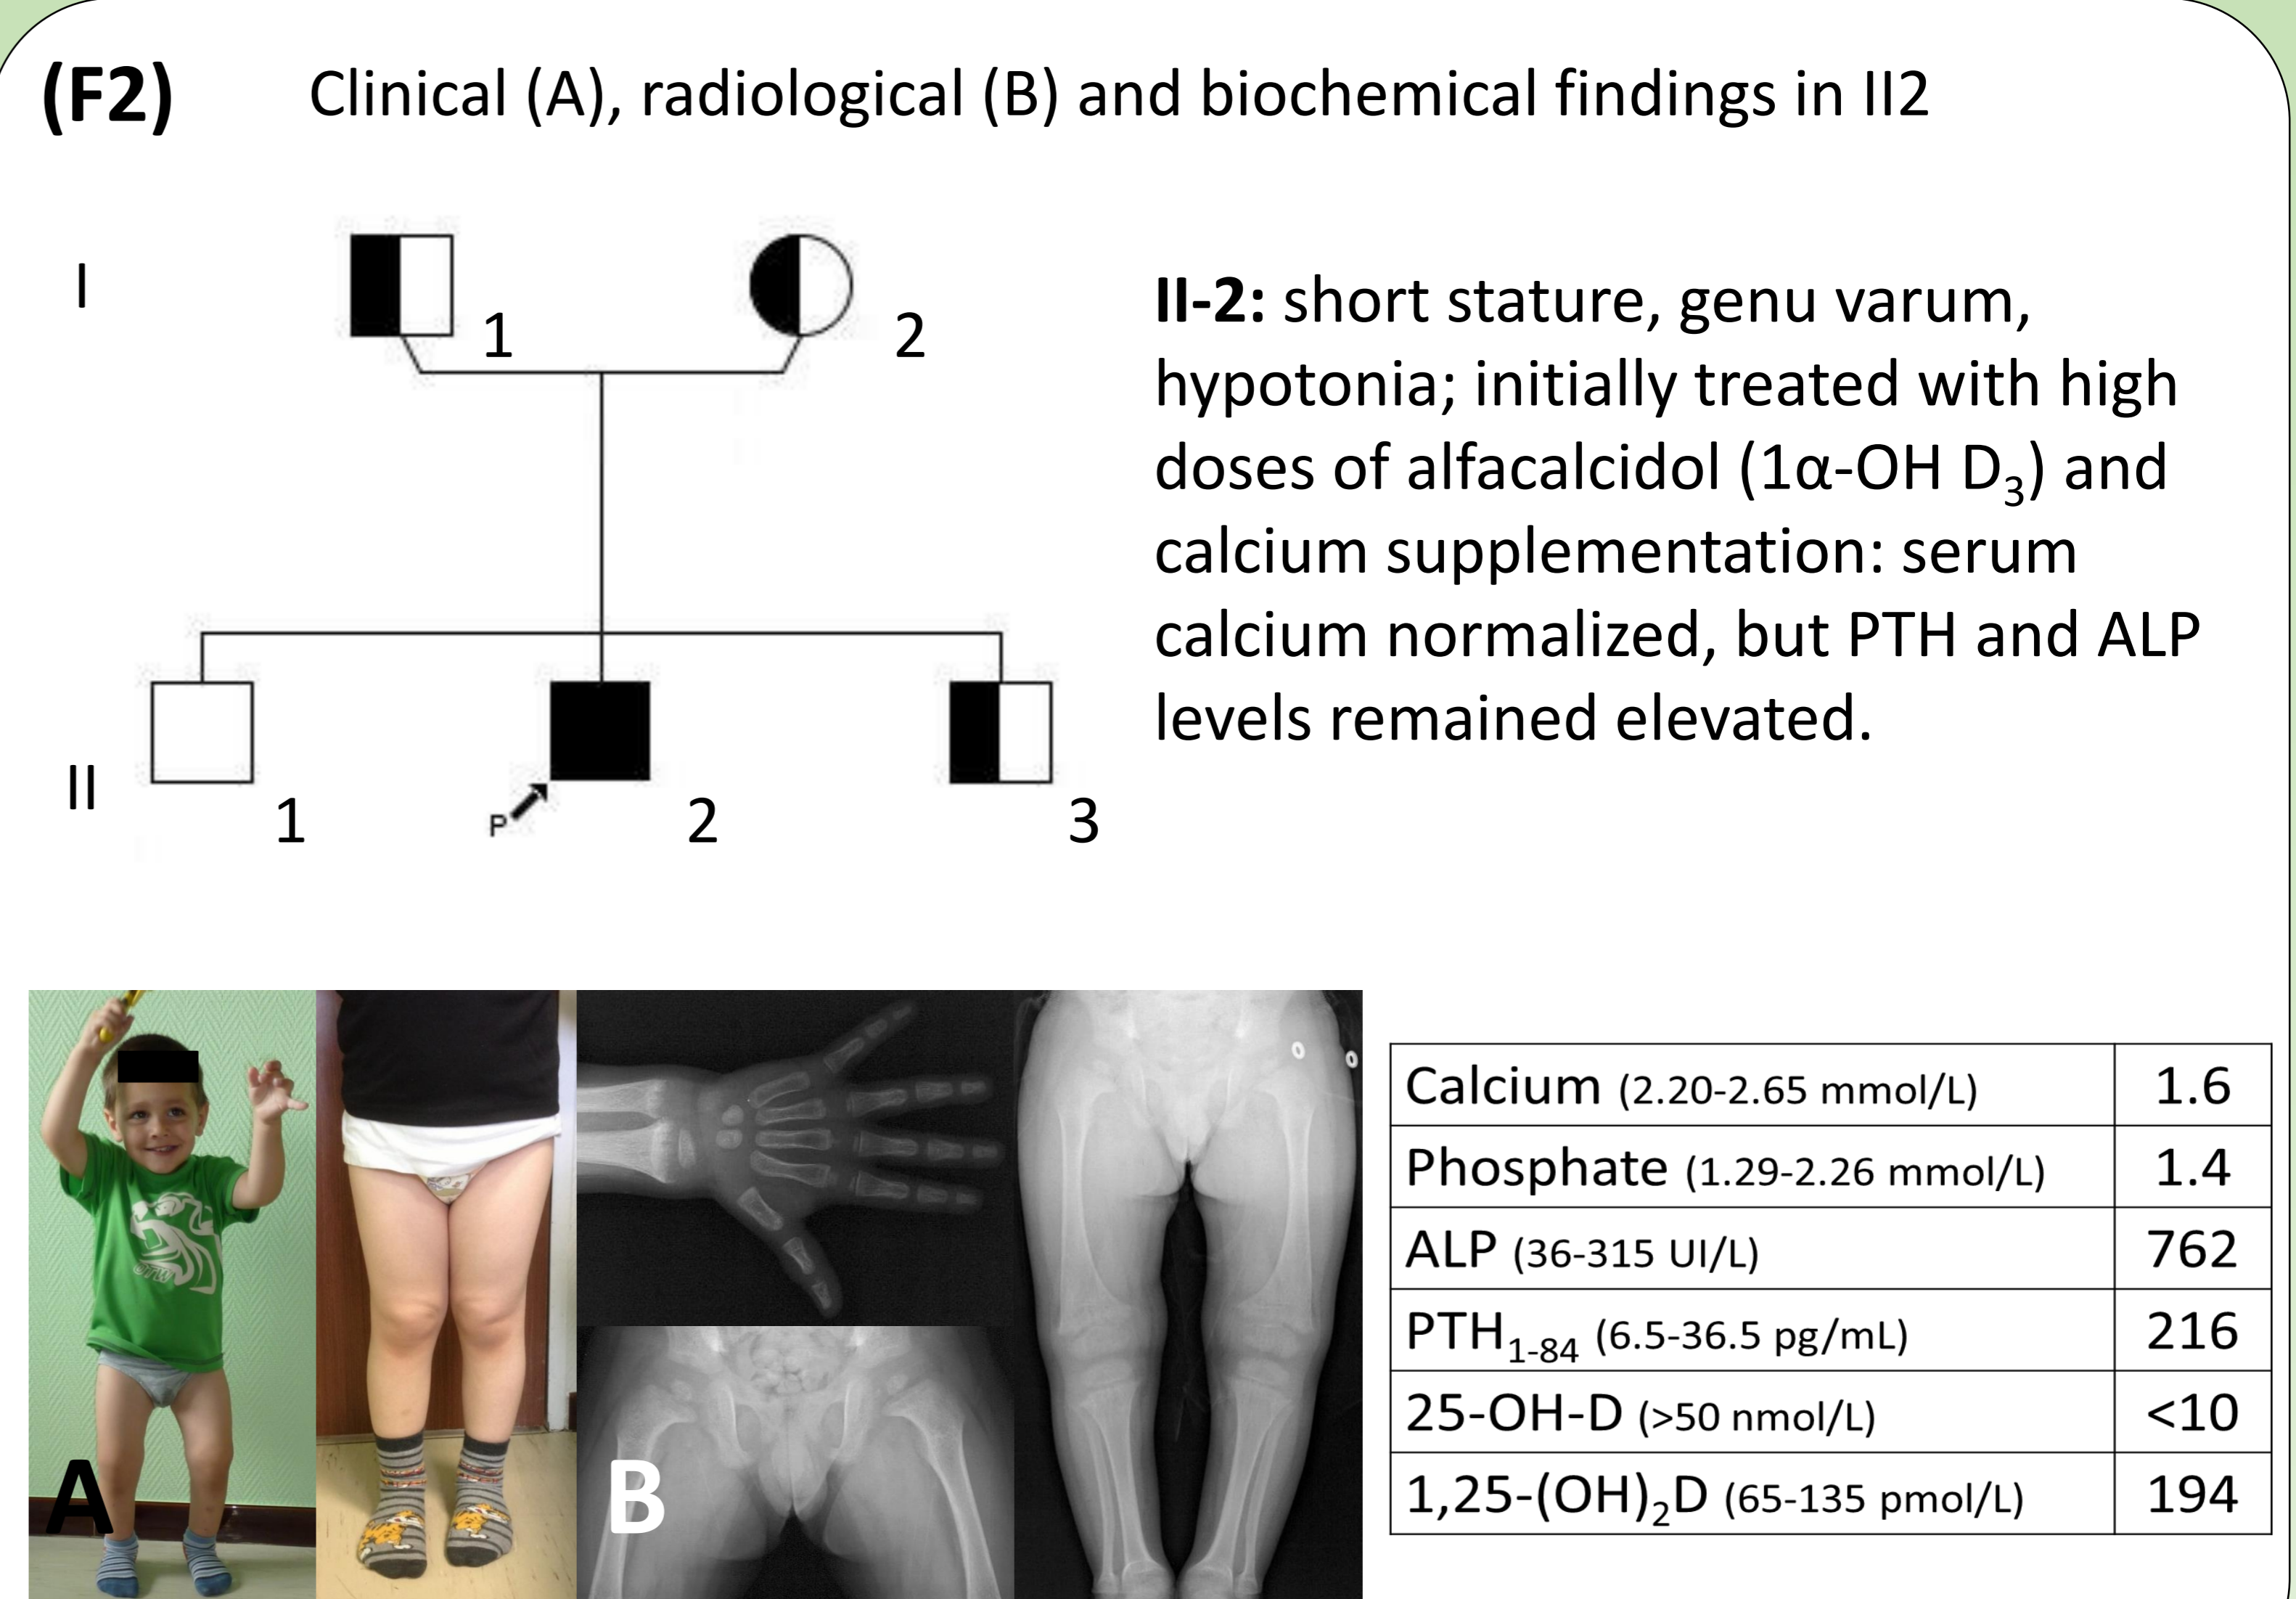 (F2) Clinical (A), radiological (B) and biochemical findings in II2
I
1
2
II-2: short stature, genu varum,
hypotonia; initially treated with high
doses of alfacalcidol (1α-OH D₃) and
calcium supplementation: serum
calcium normalized, but PTH and ALP
levels remained elevated.
II
1
P
2
3
A
B
Calcium (2.20-2.65 mmol/L) 1.6
Phosphate (1.29-2.26 mmol/L) 1.4
ALP (36-315 UI/L) 762
PTH₁₋₈₄ (6.5-36.5 pg/mL) 216
25-OH-D (>50 nmol/L) <10
1,25-(OH)₂D (65-135 pmol/L) 194